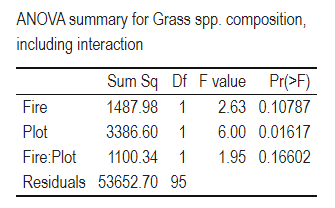 ANOVA summary for Grass spp. composition,
including interaction
Sum Sq Df F value Pr(>F)
Fire 1487.98 1 2.63 0.10787
Plot 3386.60 1 6.00 0.01617
Fire:Plot 1100.34 1 1.95 0.16602
Residuals 53652.70 95